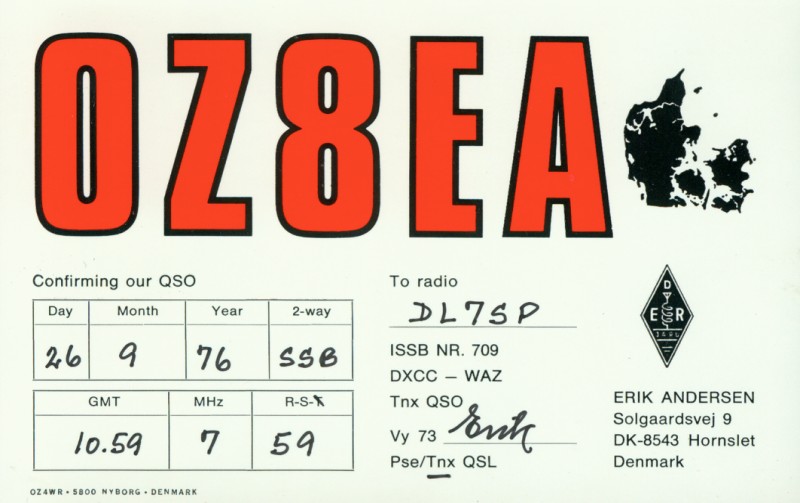 OZ8EA
Confirming our QSO
Day Month Year 2-way
26 9 76 SSB
GMT MHz R-S-T
10.59 7 59
OZ4WR • 5800 NYBORG • DENMARK
To radio
DL7SP
ISSB NR. 709
DXCC – WAZ
Tnx QSO
Vy 73 Erik
Pse/Tnx QSL
D
E R
ERIK ANDERSEN
Solgaardsvej 9
DK-8543 Hornslet
Denmark